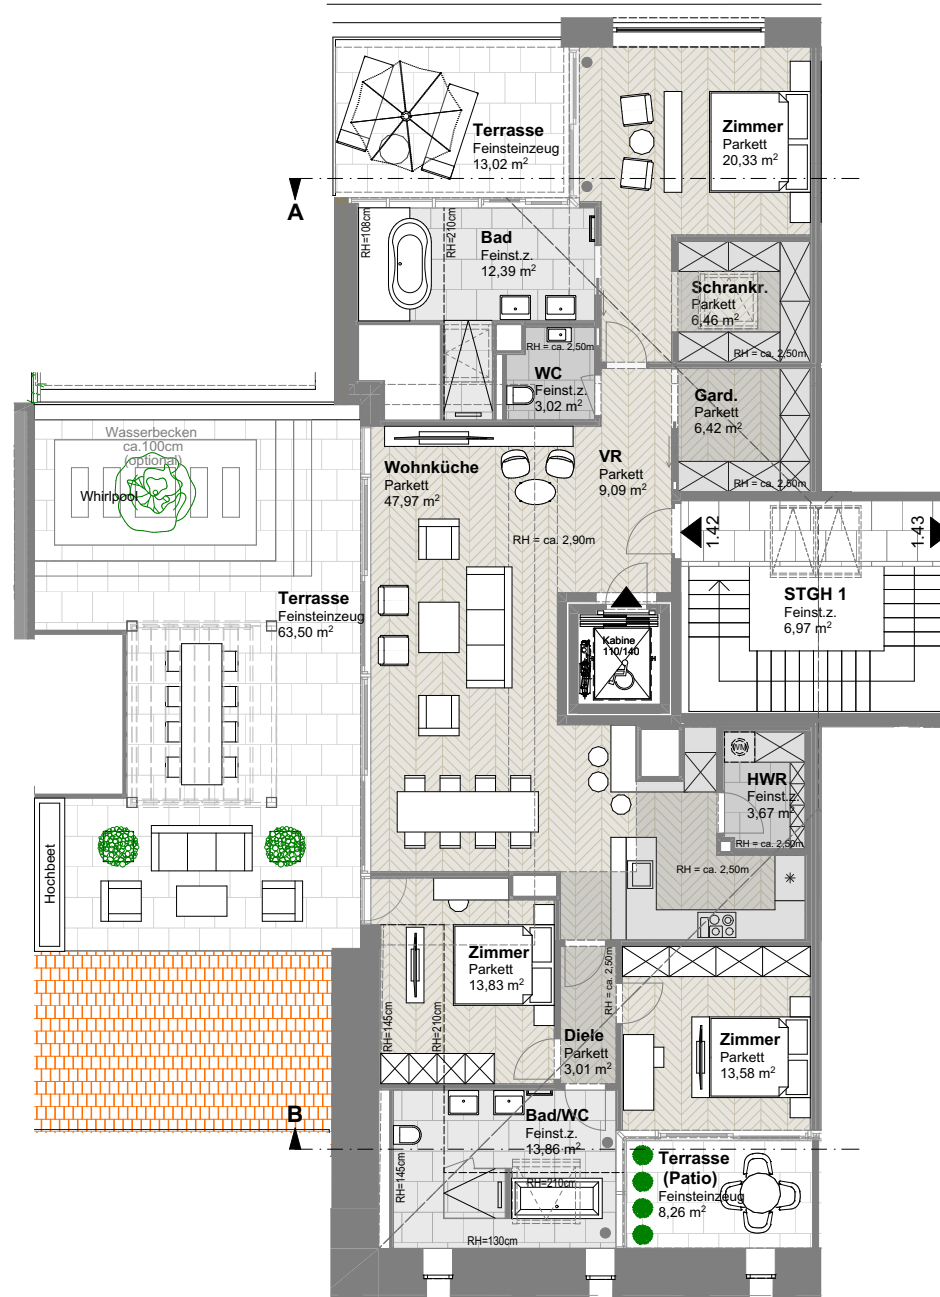 Terrasse
Feinsteinzeug
13,02 m²
Zimmer
Parkett
20,33 m²
A
RH=108cm
RH=210cm
Bad
Feinst.z.
12,39 m²
Schrankr.
Parkett
6,46 m²
RH = ca. 2,50m
RH = ca. 2,50m
WC
Feinst.z.
3,02 m²
Gard.
Parkett
6,42 m²
RH = ca. 2,50m
Wasserbecken
ca.100cm
(optional)
Whirlpool
Wohnküche
Parkett
47,97 m²
VR
Parkett
9,09 m²
RH = ca. 2,90m
1.42
1.43
STGH 1
Feinst.z.
6,97 m²
Terrasse
Feinsteinzeug
63,50 m²
Kabine
110/140
WM
HWR
Feinst.z.
3,67 m²
RH = ca. 2,50m
RH = ca. 2,50m
Hochbeet
Zimmer
Parkett
13,83 m²
RH=145cm
RH=210cm
RH = ca. 2,50m
Diele
Parkett
3,01 m²
Zimmer
Parkett
13,58 m²
B
Bad/WC
Feinst.z.
13,86 m²
RH=145cm
RH=210cm
RH=130cm
Terrasse
(Patio)
Feinsteinzeug
8,26 m²